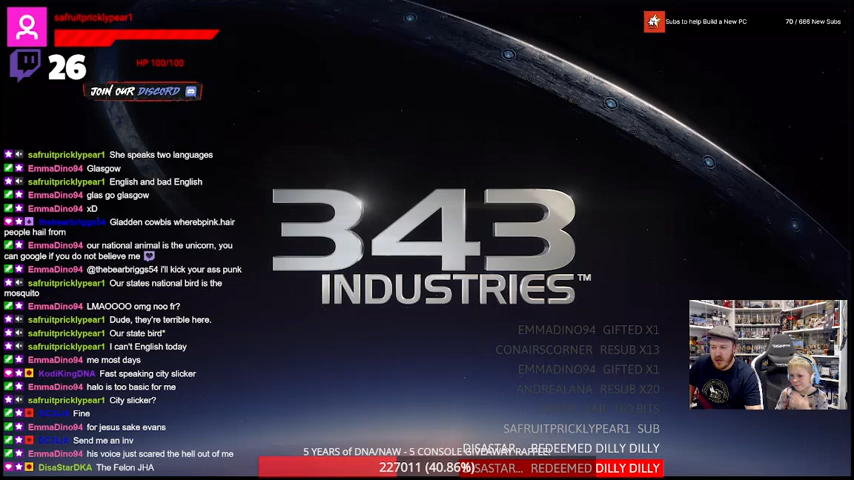 safruitpricklypear1
HP 100/100
26
JOIN OUR DISCORD
Subs to help Build a New PC
70 / 666 New Subs
safruitpricklypear1 She speaks two languages
EmmaDino94 Glasgow
safruitpricklypear1 English and bad English
EmmaDino94 glas go glasgow
EmmaDino94 xD
thebearbriggs54 Gladden cowbis wherebpink.hair
people hail from
EmmaDino94 our national animal is the unicorn, you
can google if you do not believe me
EmmaDino94 @thebearbriggs54 I'll kick your ass punk
safruitpricklypear1 Our states national bird is the
mosquito
EmmaDino94 LMAOOOO omg noo fr?
safruitpricklypear1 Dude, they're terrible here.
safruitpricklypear1 Our state bird*
safruitpricklypear1 I can't English today
EmmaDino94 me most days
KodiKingDNA Fast speaking city slicker
EmmaDino94 halo is too basic for me
safruitpricklypear1 City slicker?
Fine
EmmaDino94 for jesus sake evans
Send me an inv
EmmaDino94 his voice just scared the hell out of me
DisaStarDKA The Felon JHA
343
INDUSTRIES™
EMMADINO94 GIFTED X1
CONAIRSCORNER RESUB X13
EMMADINO94 GIFTED X1
ANDREALANA RESUB X20
BITS
SAFRUITPRICKLYPEAR1 SUB
DISASTAR... REDEEMED DILLY DILLY
DISASTAR... REDEEMED DILLY DILLY
5 YEARS of DNA/NAW - 5 CONSOLE GIVEAWAY RAFFLE!
227011 (40.86%)